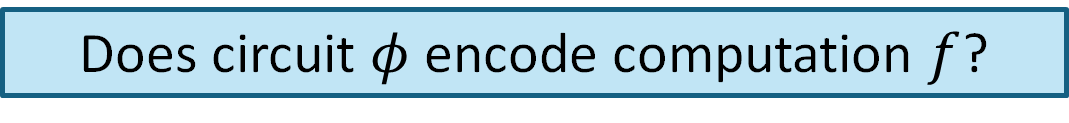 Does circuit 𝜙 encode computation 𝑓?